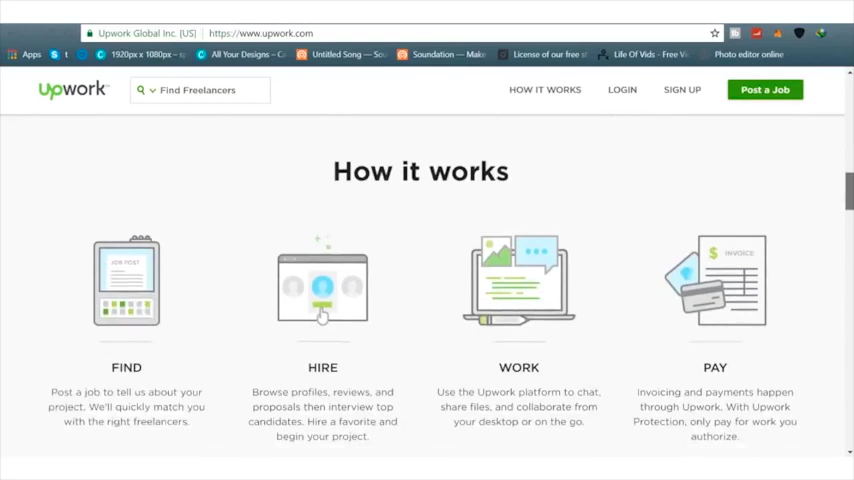 Upwork Global Inc. [US] https://www.upwork.com
Apps 1920px x 1080px – sp All Your Designs – Ca Untitled Song — Sou Soundation — Make License of our free st Life Of Vids - Free Vi Photo editor online
upwork Find Freelancers HOW IT WORKS LOGIN SIGN UP Post a Job
How it works
JOB POST
$ INVOICE
FIND HIRE WORK PAY
Post a job to tell us about your
project. We'll quickly match you
with the right freelancers.
Browse profiles, reviews, and
proposals then interview top
candidates. Hire a favorite and
begin your project.
Use the Upwork platform to chat,
share files, and collaborate from
your desktop or on the go.
Invoicing and payments happen
through Upwork. With Upwork
Protection, only pay for work you
authorize.